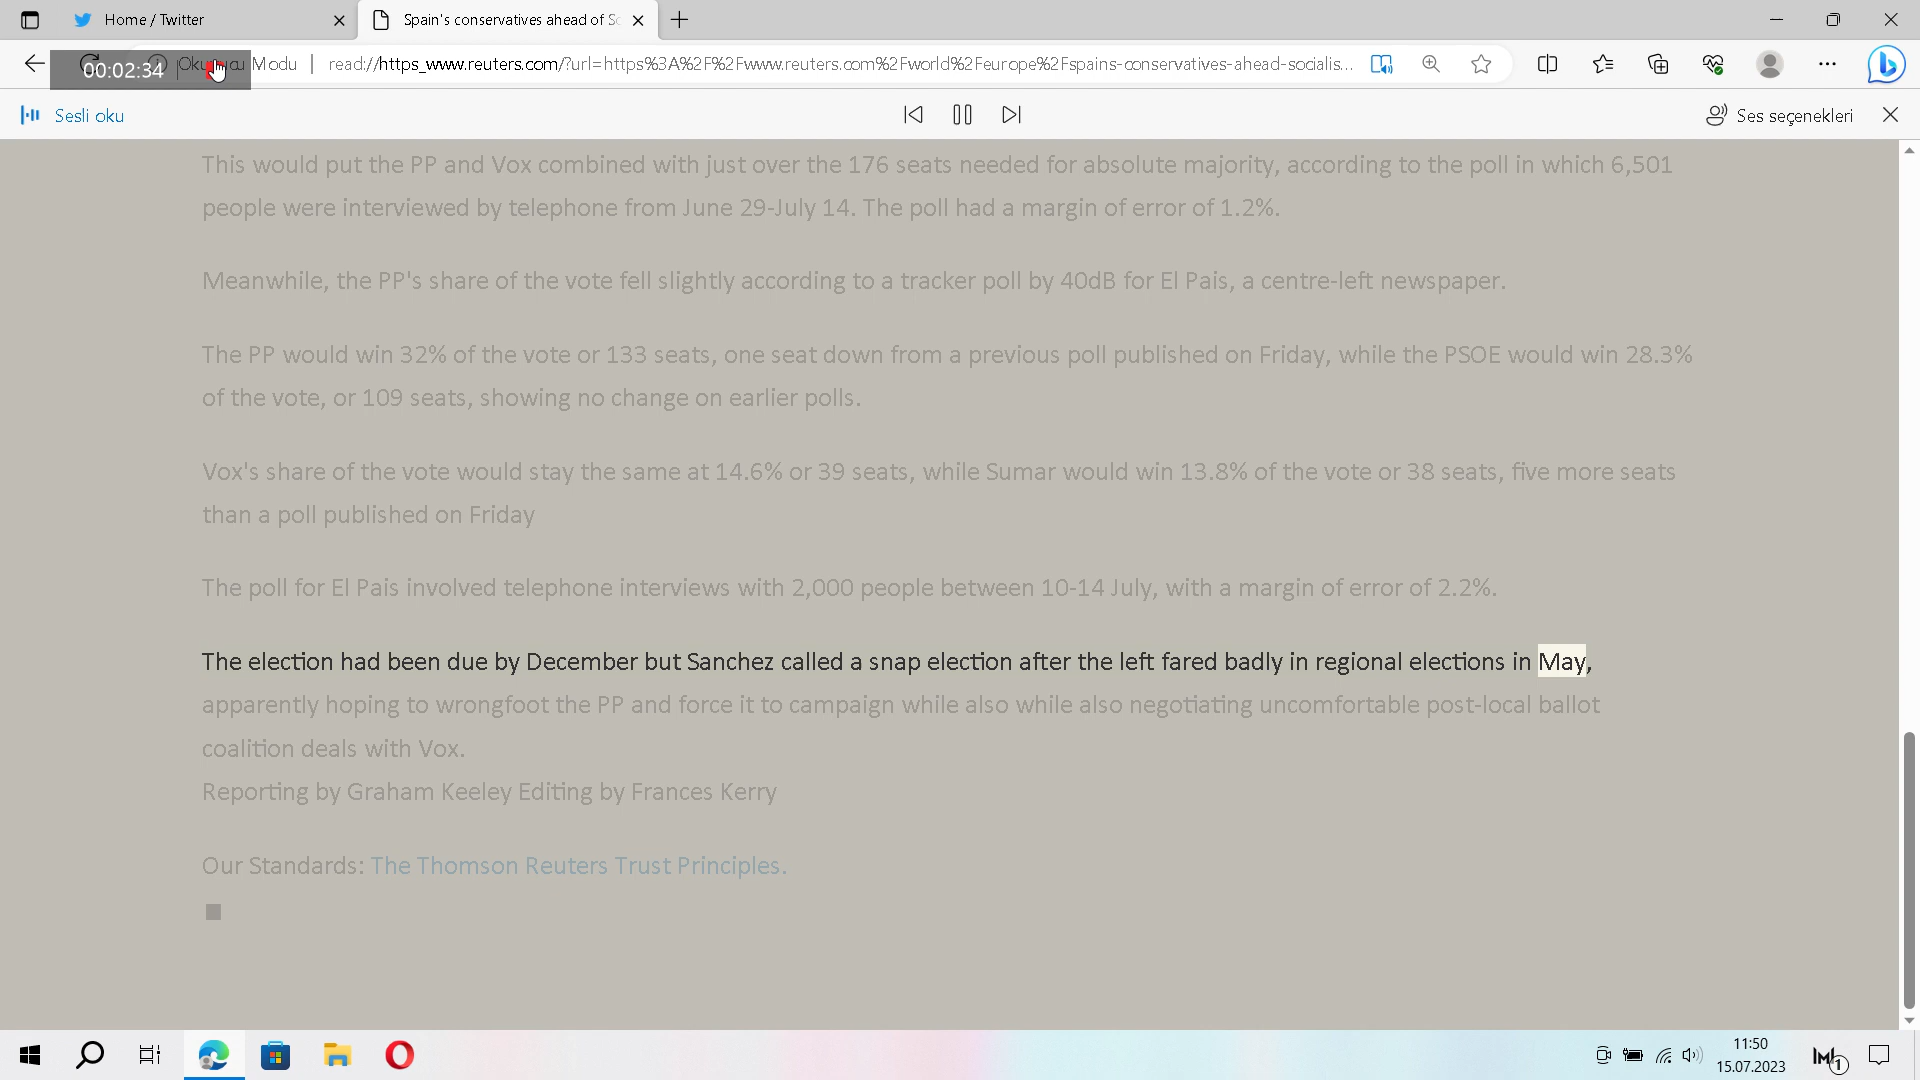 Home / Twitter
Spain's conservatives ahead of So
00:02:34
Modu
read://https_www.reuters.com/?url=https%3A%2F%2Fwww.reuters.com%2Fworld%2Feurope%2Fspains-conservatives-ahead-socialis...
Sesli oku
Ses seçenekleri
This would put the PP and Vox combined with just over the 176 seats needed for absolute majority, according to the poll in which 6,501
people were interviewed by telephone from June 29-July 14. The poll had a margin of error of 1.2%.
Meanwhile, the PP's share of the vote fell slightly according to a tracker poll by 40dB for El Pais, a centre-left newspaper.
The PP would win 32% of the vote or 133 seats, one seat down from a previous poll published on Friday, while the PSOE would win 28.3%
of the vote, or 109 seats, showing no change on earlier polls.
Vox's share of the vote would stay the same at 14.6% or 39 seats, while Sumar would win 13.8% of the vote or 38 seats, five more seats
than a poll published on Friday
The poll for El Pais involved telephone interviews with 2,000 people between 10-14 July, with a margin of error of 2.2%.
The election had been due by December but Sanchez called a snap election after the left fared badly in regional elections in May,
apparently hoping to wrongfoot the PP and force it to campaign while also while also negotiating uncomfortable post-local ballot
coalition deals with Vox.
Reporting by Graham Keeley Editing by Frances Kerry
Our Standards: The Thomson Reuters Trust Principles.
11:50
15.07.2023
1